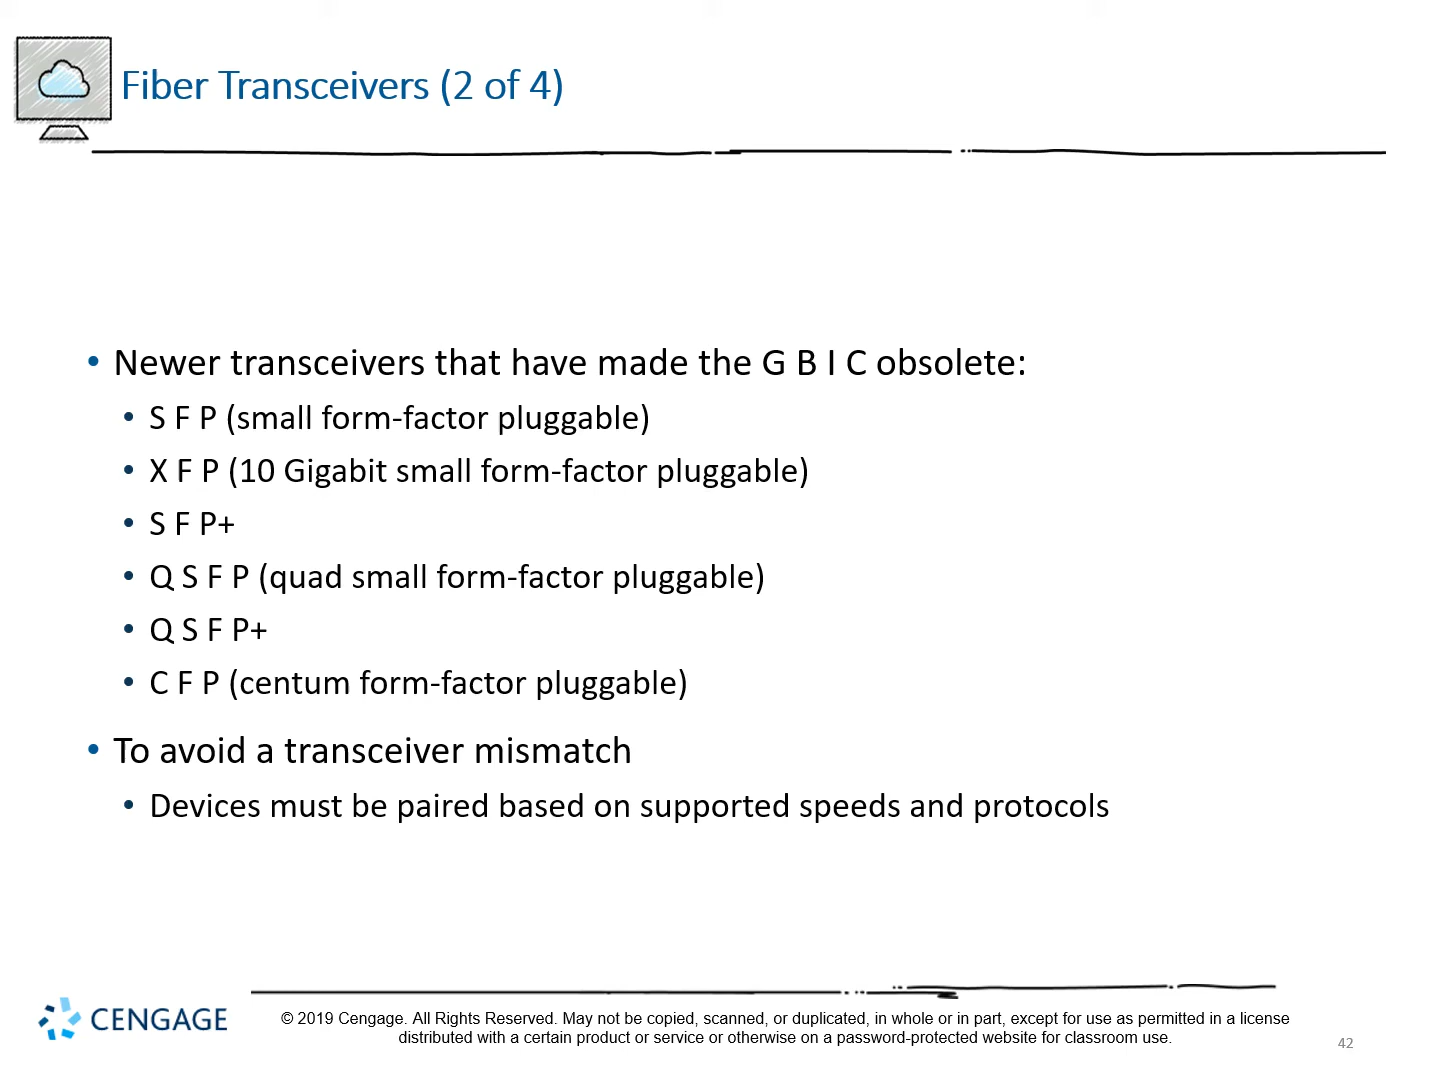 Fiber Transceivers (2 of 4)
• Newer transceivers that have made the G B I C obsolete:
• S F P (small form-factor pluggable)
• X F P (10 Gigabit small form-factor pluggable)
• S F P+
• Q S F P (quad small form-factor pluggable)
• Q S F P+
• C F P (centum form-factor pluggable)
• To avoid a transceiver mismatch
• Devices must be paired based on supported speeds and protocols
CENGAGE
© 2019 Cengage. All Rights Reserved. May not be copied, scanned, or duplicated, in whole or in part, except for use as permitted in a license
distributed with a certain product or service or otherwise on a password-protected website for classroom use.
42